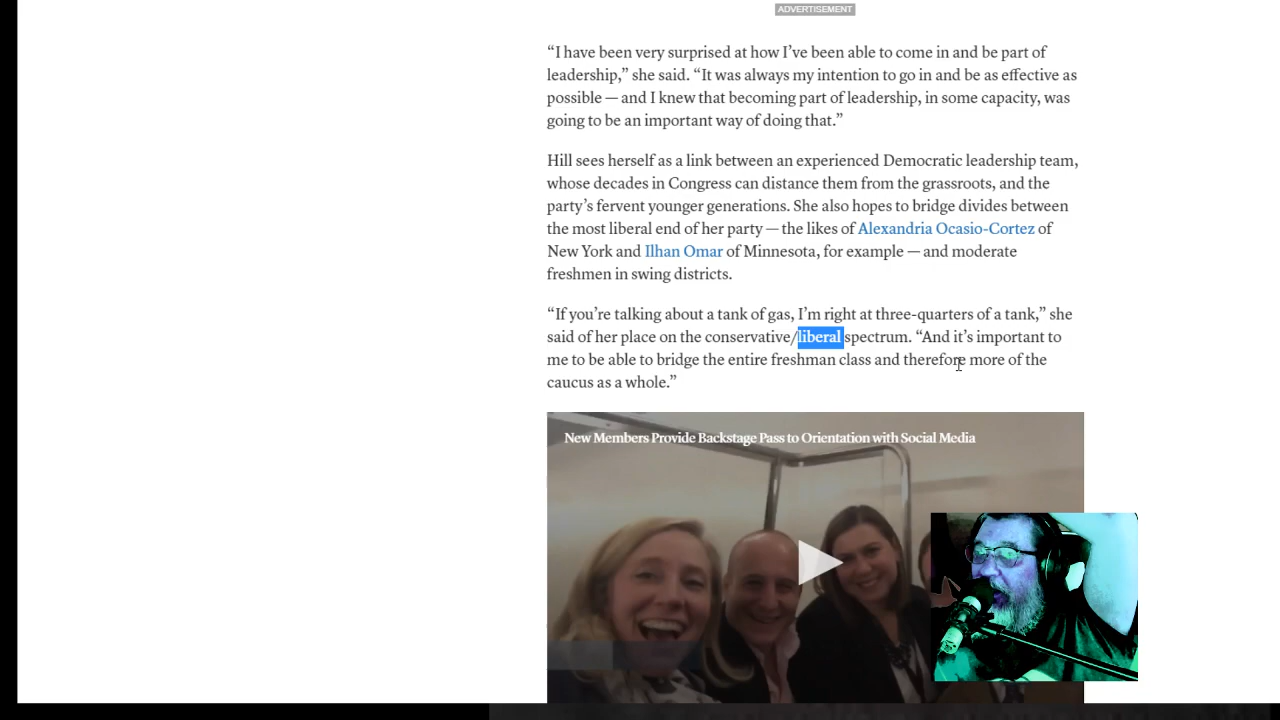 ADVERTISEMENT
“I have been very surprised at how I’ve been able to come in and be part of
leadership,” she said. “It was always my intention to go in and be as effective as
possible — and I knew that becoming part of leadership, in some capacity, was
going to be an important way of doing that.”
Hill sees herself as a link between an experienced Democratic leadership team,
whose decades in Congress can distance them from the grassroots, and the
party’s fervent younger generations. She also hopes to bridge divides between
the most liberal end of her party — the likes of Alexandria Ocasio-Cortez of
New York and Ilhan Omar of Minnesota, for example — and moderate
freshmen in swing districts.
“If you’re talking about a tank of gas, I’m right at three-quarters of a tank,” she
said of her place on the conservative/liberal spectrum. “And it’s important to
me to be able to bridge the entire freshman class and therefore more of the
caucus as a whole.”
New Members Provide Backstage Pass to Orientation with Social Media